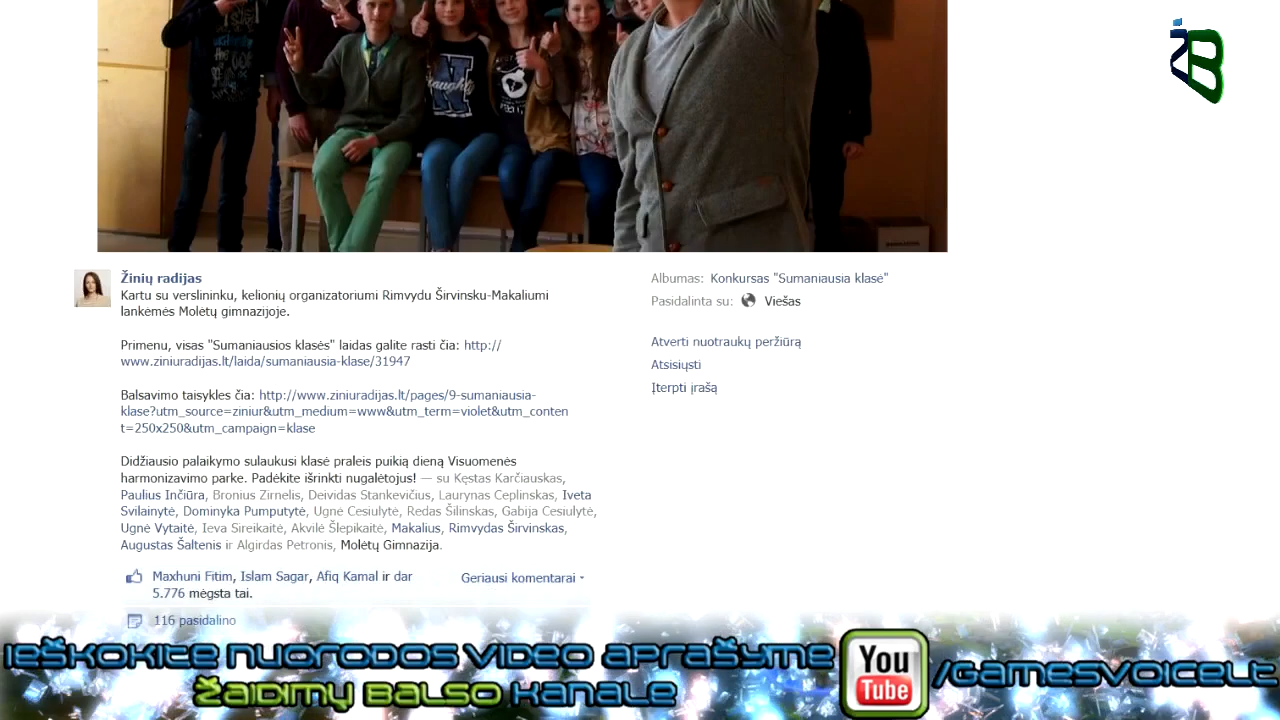 Žinių radijas
Kartu su verslininku, kelionių organizatoriumi Rimvydu Širvinsku-Makaliumi
lankėmės Molėtų gimnazijoje.
Primenu, visas "Sumaniausios klasės" laidas galite rasti čia: http://
www.ziniuradijas.lt/laida/sumaniausia-klase/31947
Balsavimo taisykles čia: http://www.ziniuradijas.lt/pages/9-sumaniausia-
klase?utm_source=ziniur&utm_medium=www&utm_term=violet&utm_conten
t=250x250&utm_campaign=klase
Didžiausio palaikymo sulaukusi klasė praleis puikią dieną Visuomenės
harmonizavimo parke. Padėkite išrinkti nugalėtojus! — su Kęstas Karčiauskas,
Paulius Inčiūra, Bronius Zirnelis, Deividas Stankevičius, Laurynas Ceplinskas, Iveta
Svilainytė, Dominyka Pumputytė, Ugnė Cesiulytė, Redas Šilinskas, Gabija Cesiulytė,
Ugnė Vytaitė, Ieva Sireikaitė, Akvilė Šlepikaitė, Makalius, Rimvydas Širvinskas,
Augustas Šaltenis ir Algirdas Petronis, Molėtų Gimnazija.
Maxhuni Fitim, Islam Sagar, Afiq Kamal ir dar
5.776 mėgsta tai.
Geriausi komentarai
116 pasidalino
Albumas: Konkursas "Sumaniausia klasė"
Pasidalinta su: Viešas
Atverti nuotraukų peržiūrą
Atsisiųsti
Įterpti įrašą
IEŠKOKITE NUORODOS VIDEO APRAŠYME
ŽAIDIMŲ BALSO KANALE
You Tube
/GAMESVOICELT
ŽB